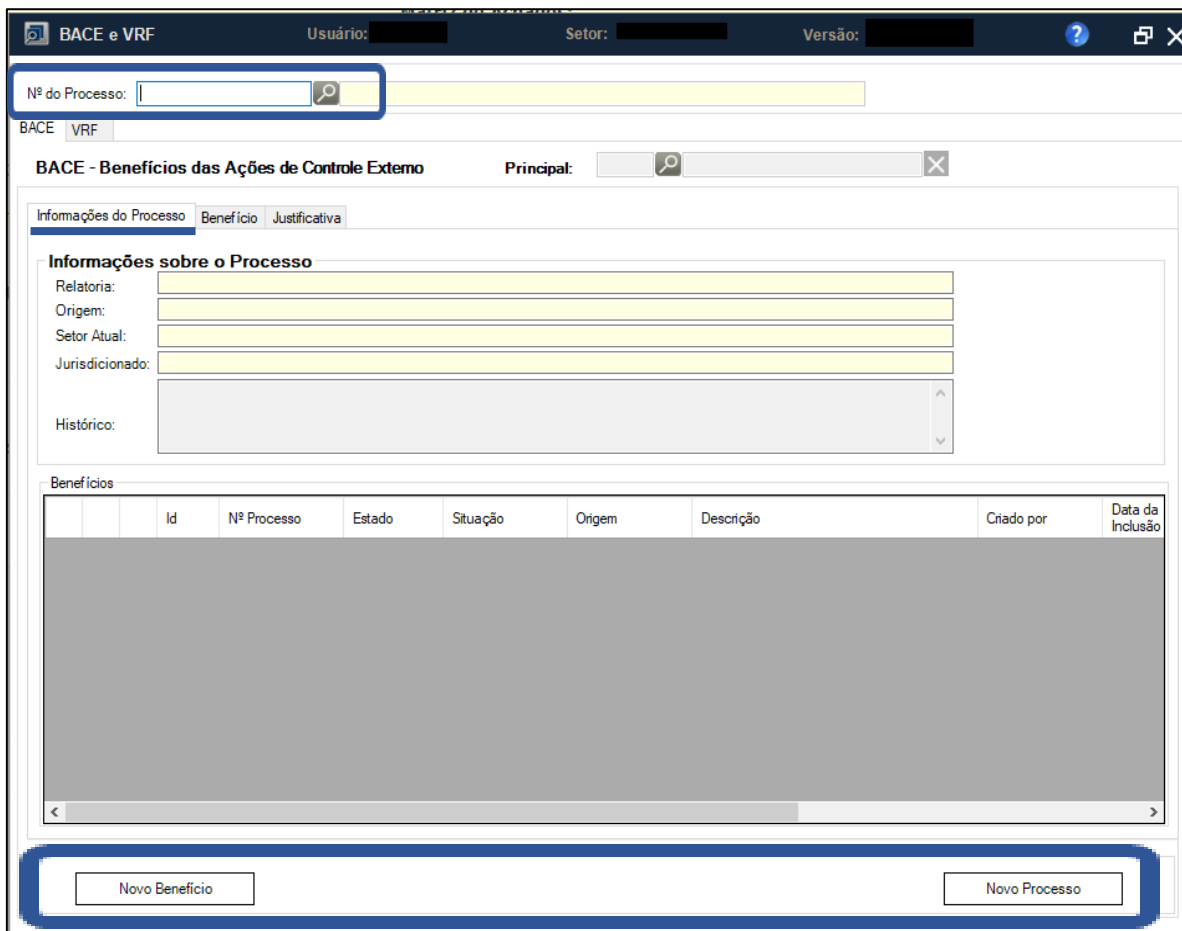 BACE e VRF Usuário: Setor: Versão:
Nº do Processo:
BACE VRF
BACE - Benefícios das Ações de Controle Externo Principal:
Informações do Processo Benefício Justificativa
Informações sobre o Processo
Relatoria:
Origem:
Setor Atual:
Jurisdicionado:
Histórico:
Benefícios
Id Nº Processo Estado Situação Origem Descrição Criado por Data da
Inclusão
Novo Benefício Novo Processo